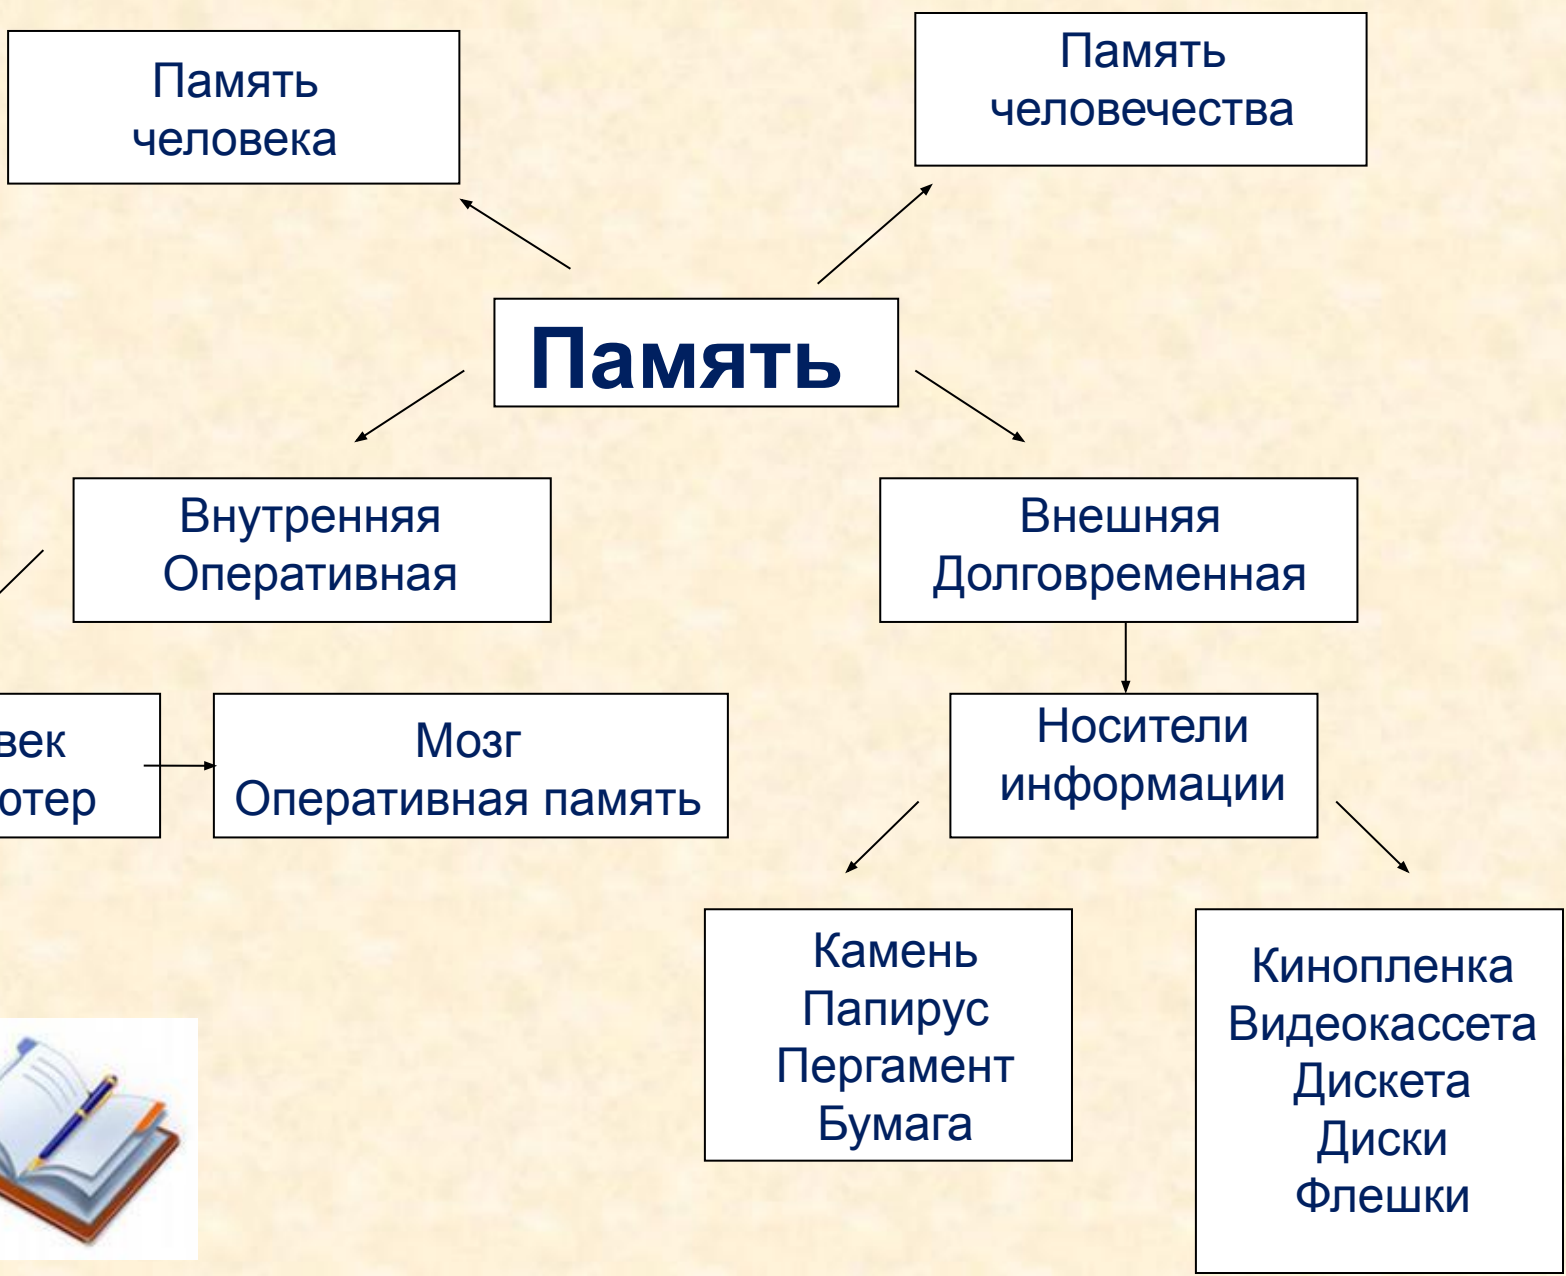 Память
человека
Память
человечества
Память
Внутренняя
Оперативная
Внешняя
Долговременная
Мозг
Оперативная память
Носители
информации
Камень
Папирус
Пергамент
Бумага
Кинопленка
Видеокассета
Дискета
Диски
Флешки